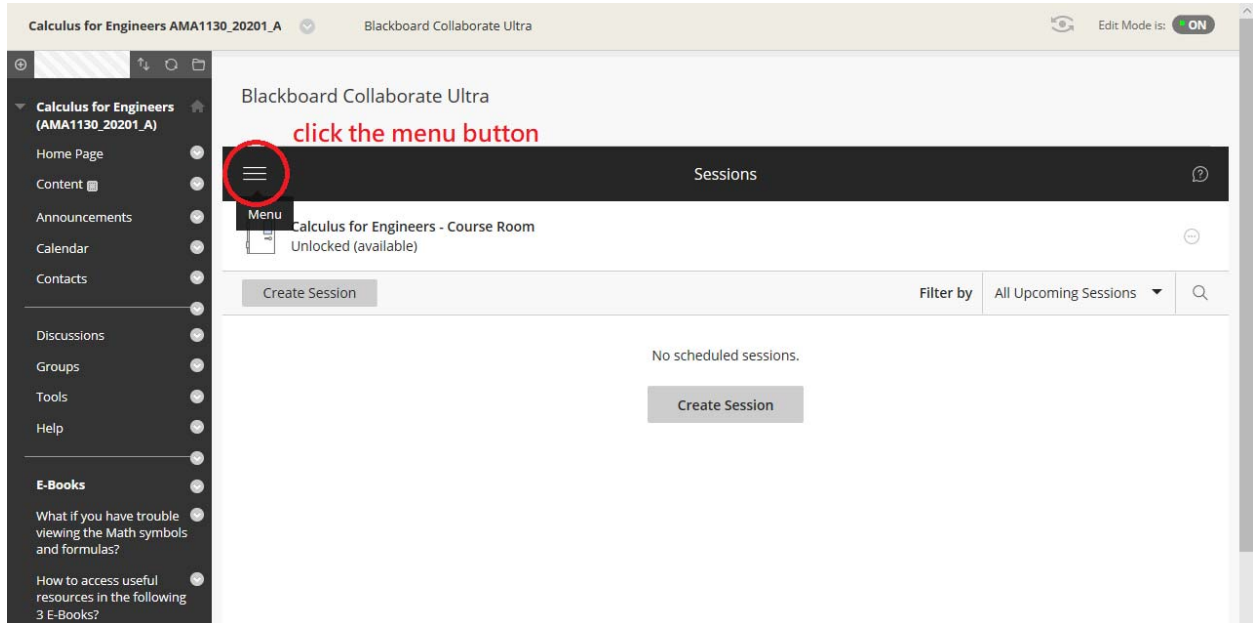 Calculus for Engineers AMA1130_20201_A
Blackboard Collaborate Ultra
Edit Mode is:
ON
Calculus for Engineers
(AMA1130_20201_A)
Home Page
Content
Announcements
Calendar
Contacts
Discussions
Groups
Tools
Help
E-Books
What if you have trouble
viewing the Math symbols
and formulas?
How to access useful
resources in the following
3 E-Books?
Blackboard Collaborate Ultra
click the menu button
Sessions
Menu
Calculus for Engineers - Course Room
Unlocked (available)
Create Session
Filter by
All Upcoming Sessions
No scheduled sessions.
Create Session